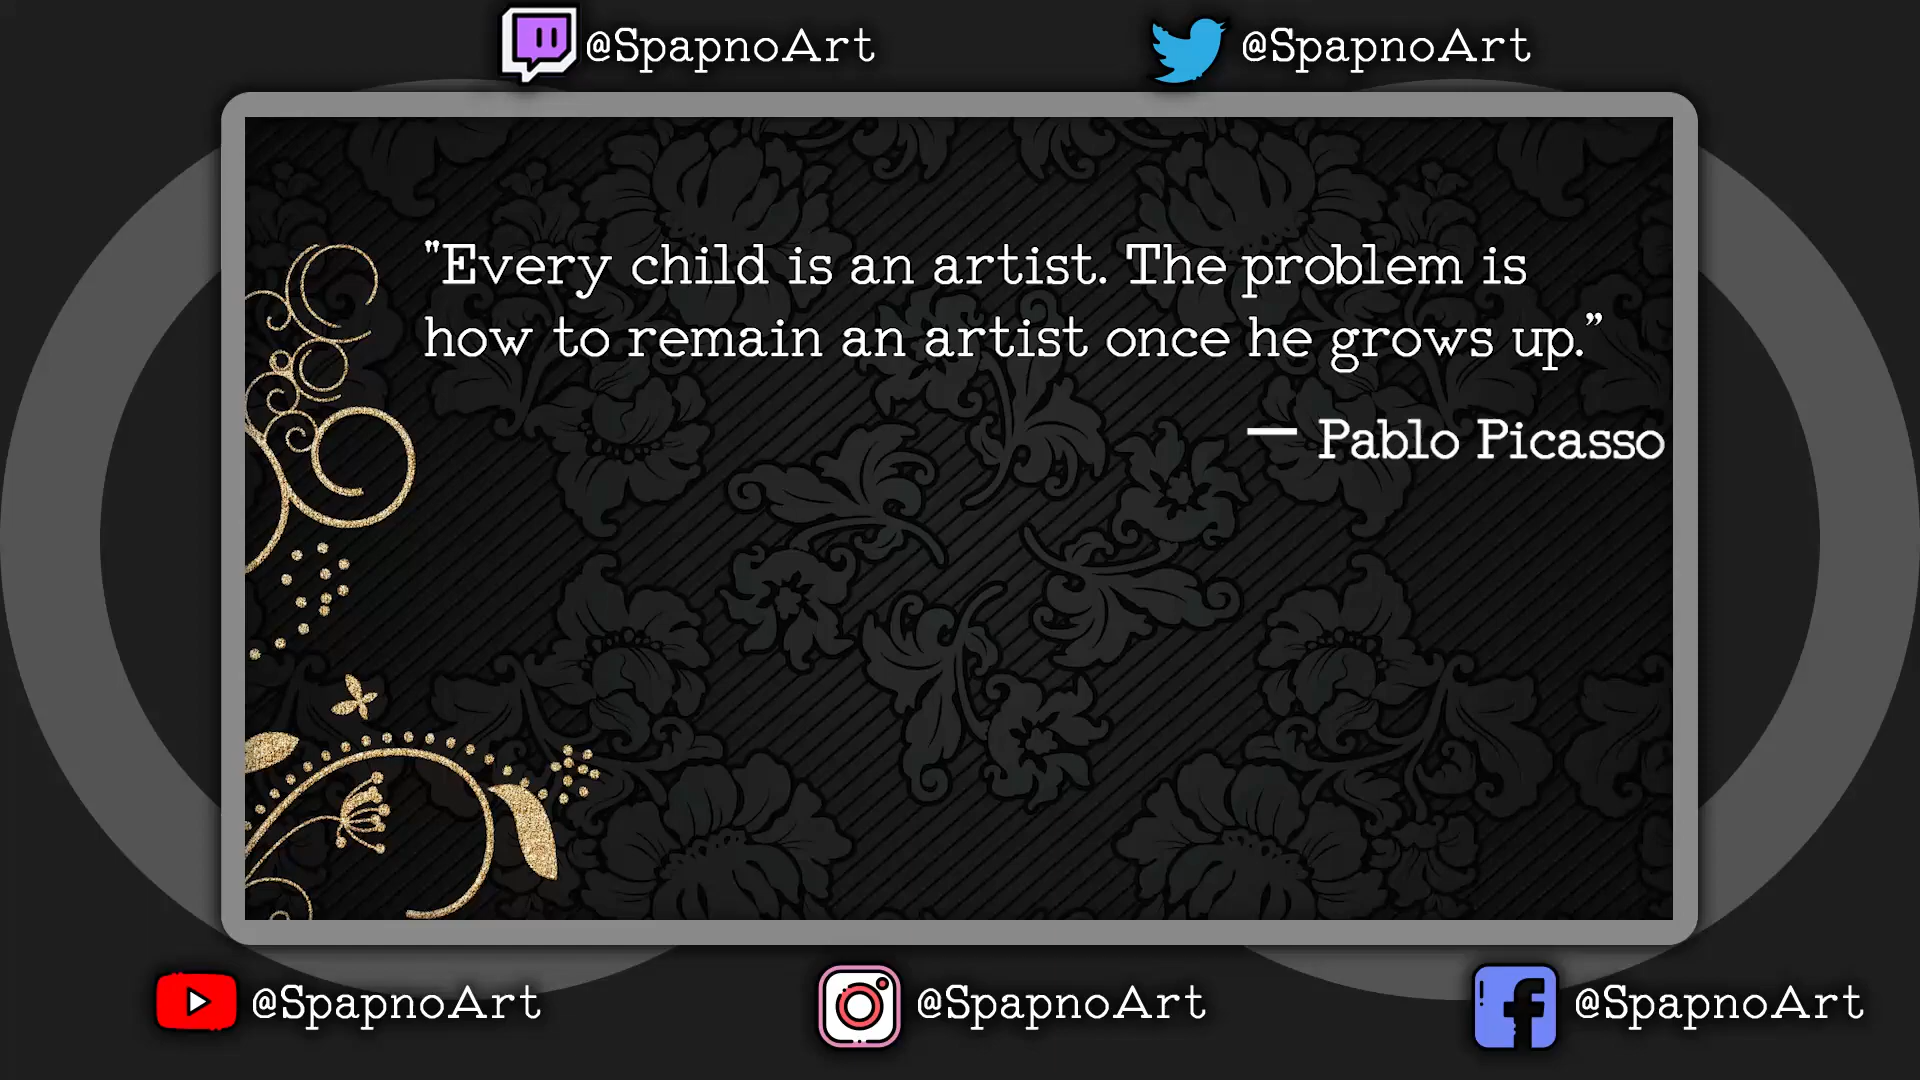 @SpapnoArt
@SpapnoArt
"Every child is an artist. The problem is
how to remain an artist once he grows up.”
— Pablo Picasso
@SpapnoArt
@SpapnoArt
@SpapnoArt